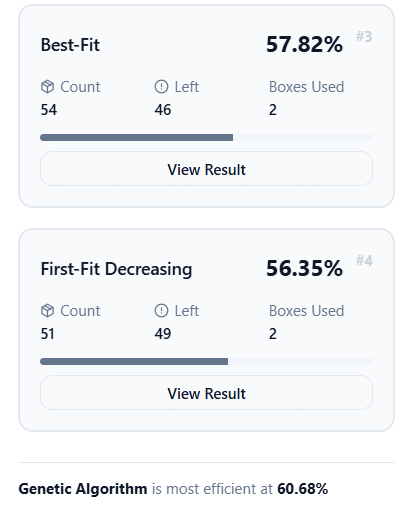 Best-Fit 57.82% #3
Count Left Boxes Used
54 46 2
View Result
First-Fit Decreasing 56.35% #4
Count Left Boxes Used
51 49 2
View Result
Genetic Algorithm is most efficient at 60.68%